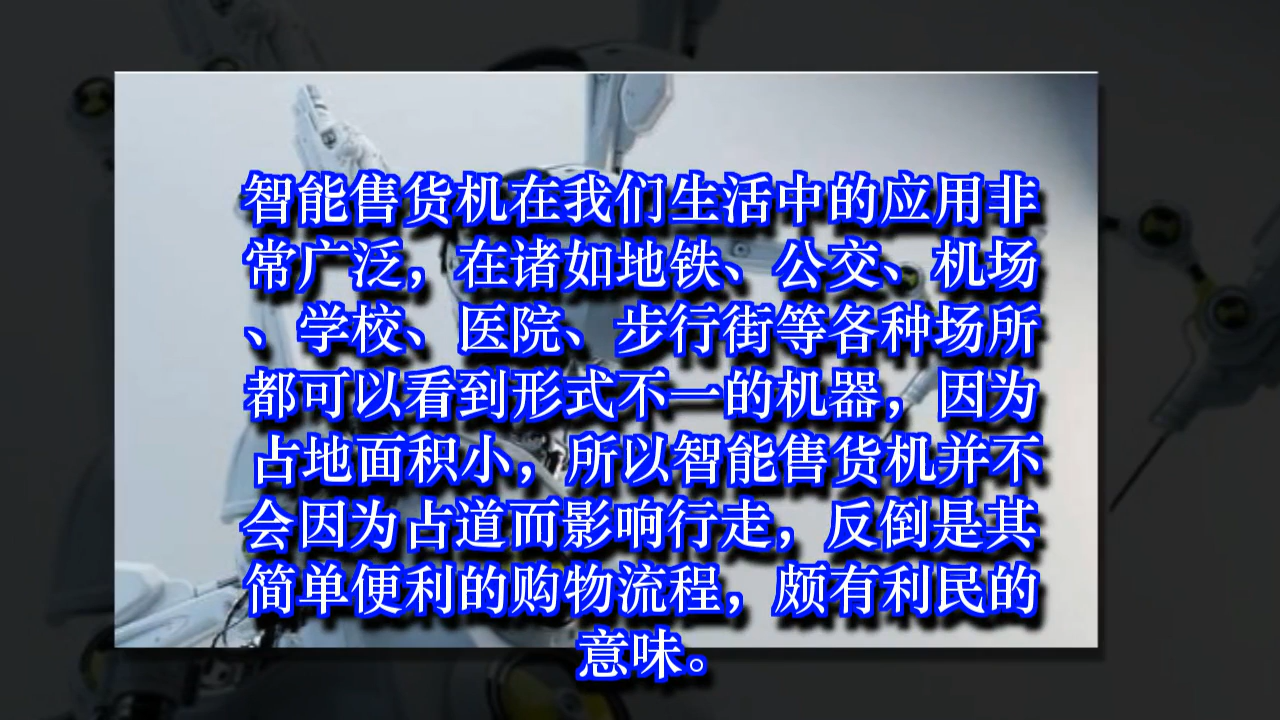 智能售货机在我们生活中的应用非
常广泛，在诸如地铁、公交、机场
、学校、医院、步行街等各种场所
都可以看到形式不一的机器，因为
占地面积小，所以智能售货机并不
会因为占道而影响行走，反倒是其
简单便利的购物流程，颇有利民的
意味。